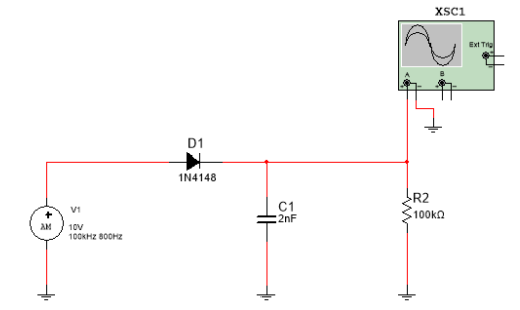 XSC1
Ext Trig
+
-
A
B
+
-
+
-
D1
1N4148
V1
AM
10V
100kHz 800Hz
+
C1
2nF
R2
100kΩ